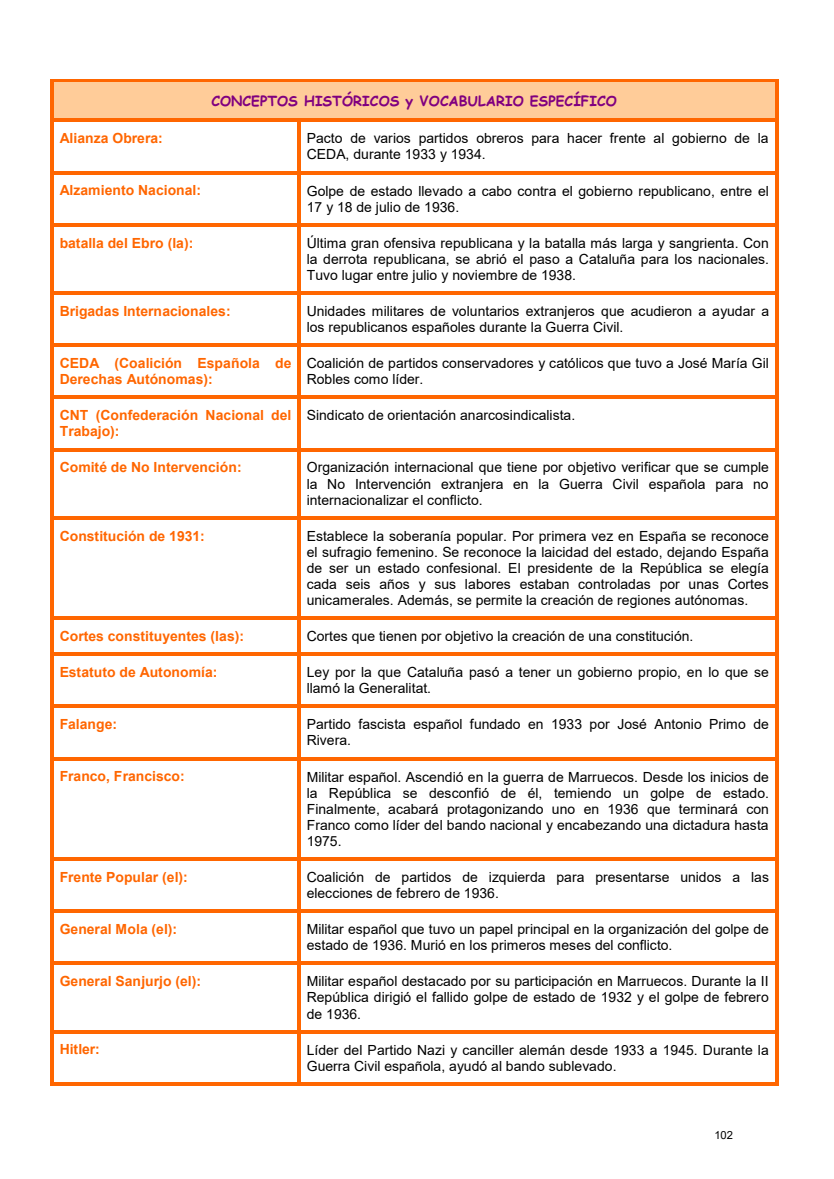 CONCEPTOS HISTÓRICOS y VOCABULARIO ESPECÍFICO
Alianza Obrera:
Pacto de varios partidos obreros para hacer frente al gobierno de la
CEDA, durante 1933 y 1934.
Alzamiento Nacional:
Golpe de estado llevado a cabo contra el gobierno republicano, entre el
17 y 18 de julio de 1936.
batalla del Ebro (la):
Última gran ofensiva republicana y la batalla más larga y sangrienta. Con
la derrota republicana, se abrió el paso a Cataluña para los nacionales.
Tuvo lugar entre julio y noviembre de 1938.
Brigadas Internacionales:
Unidades militares de voluntarios extranjeros que acudieron a ayudar a
los republicanos españoles durante la Guerra Civil.
CEDA (Coalición Española de
Derechas Autónomas):
Coalición de partidos conservadores y católicos que tuvo a José María Gil
Robles como líder.
CNT (Confederación Nacional del
Trabajo):
Sindicato de orientación anarcosindicalista.
Comité de No Intervención:
Organización internacional que tiene por objetivo verificar que se cumple
la No Intervención extranjera en la Guerra Civil española para no
internacionalizar el conflicto.
Constitución de 1931:
Establece la soberanía popular. Por primera vez en España se reconoce
el sufragio femenino. Se reconoce la laicidad del estado, dejando España
de ser un estado confesional. El presidente de la República se elegía
cada seis años y sus labores estaban controladas por unas Cortes
unicamerales. Además, se permite la creación de regiones autónomas.
Cortes constituyentes (las):
Cortes que tienen por objetivo la creación de una constitución.
Estatuto de Autonomía:
Ley por la que Cataluña pasó a tener un gobierno propio, en lo que se
llamó la Generalitat.
Falange:
Partido fascista español fundado en 1933 por José Antonio Primo de
Rivera.
Franco, Francisco:
Militar español. Ascendió en la guerra de Marruecos. Desde los inicios de
la República se desconfió de él, temiendo un golpe de estado.
Finalmente, acabará protagonizando uno en 1936 que terminará con
Franco como líder del bando nacional y encabezando una dictadura hasta
1975.
Frente Popular (el):
Coalición de partidos de izquierda para presentarse unidos a las
elecciones de febrero de 1936.
General Mola (el):
Militar español que tuvo un papel principal en la organización del golpe de
estado de 1936. Murió en los primeros meses del conflicto.
General Sanjurjo (el):
Militar español destacado por su participación en Marruecos. Durante la II
República dirigió el fallido golpe de estado de 1932 y el golpe de febrero
de 1936.
Hitler:
Líder del Partido Nazi y canciller alemán desde 1933 a 1945. Durante la
Guerra Civil española, ayudó al bando sublevado.
102